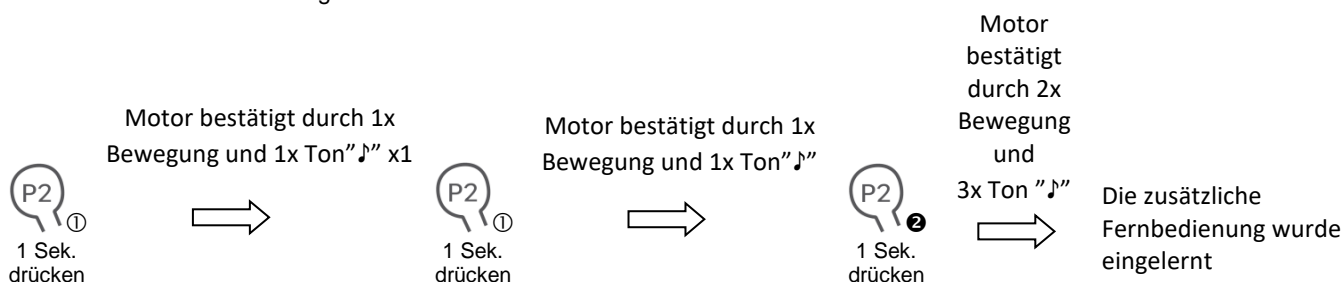 Motor bestätigt durch 1x
Bewegung und 1x Ton"♪" x1
P2
①
1 Sek.
drücken
Motor bestätigt durch 1x
Bewegung und 1x Ton"♪"
P2
①
1 Sek.
drücken
Motor
bestätigt
durch 2x
Bewegung
und
3x Ton "♪"
P2
❷
1 Sek.
drücken
Die zusätzliche
Fernbedienung wurde
eingelernt